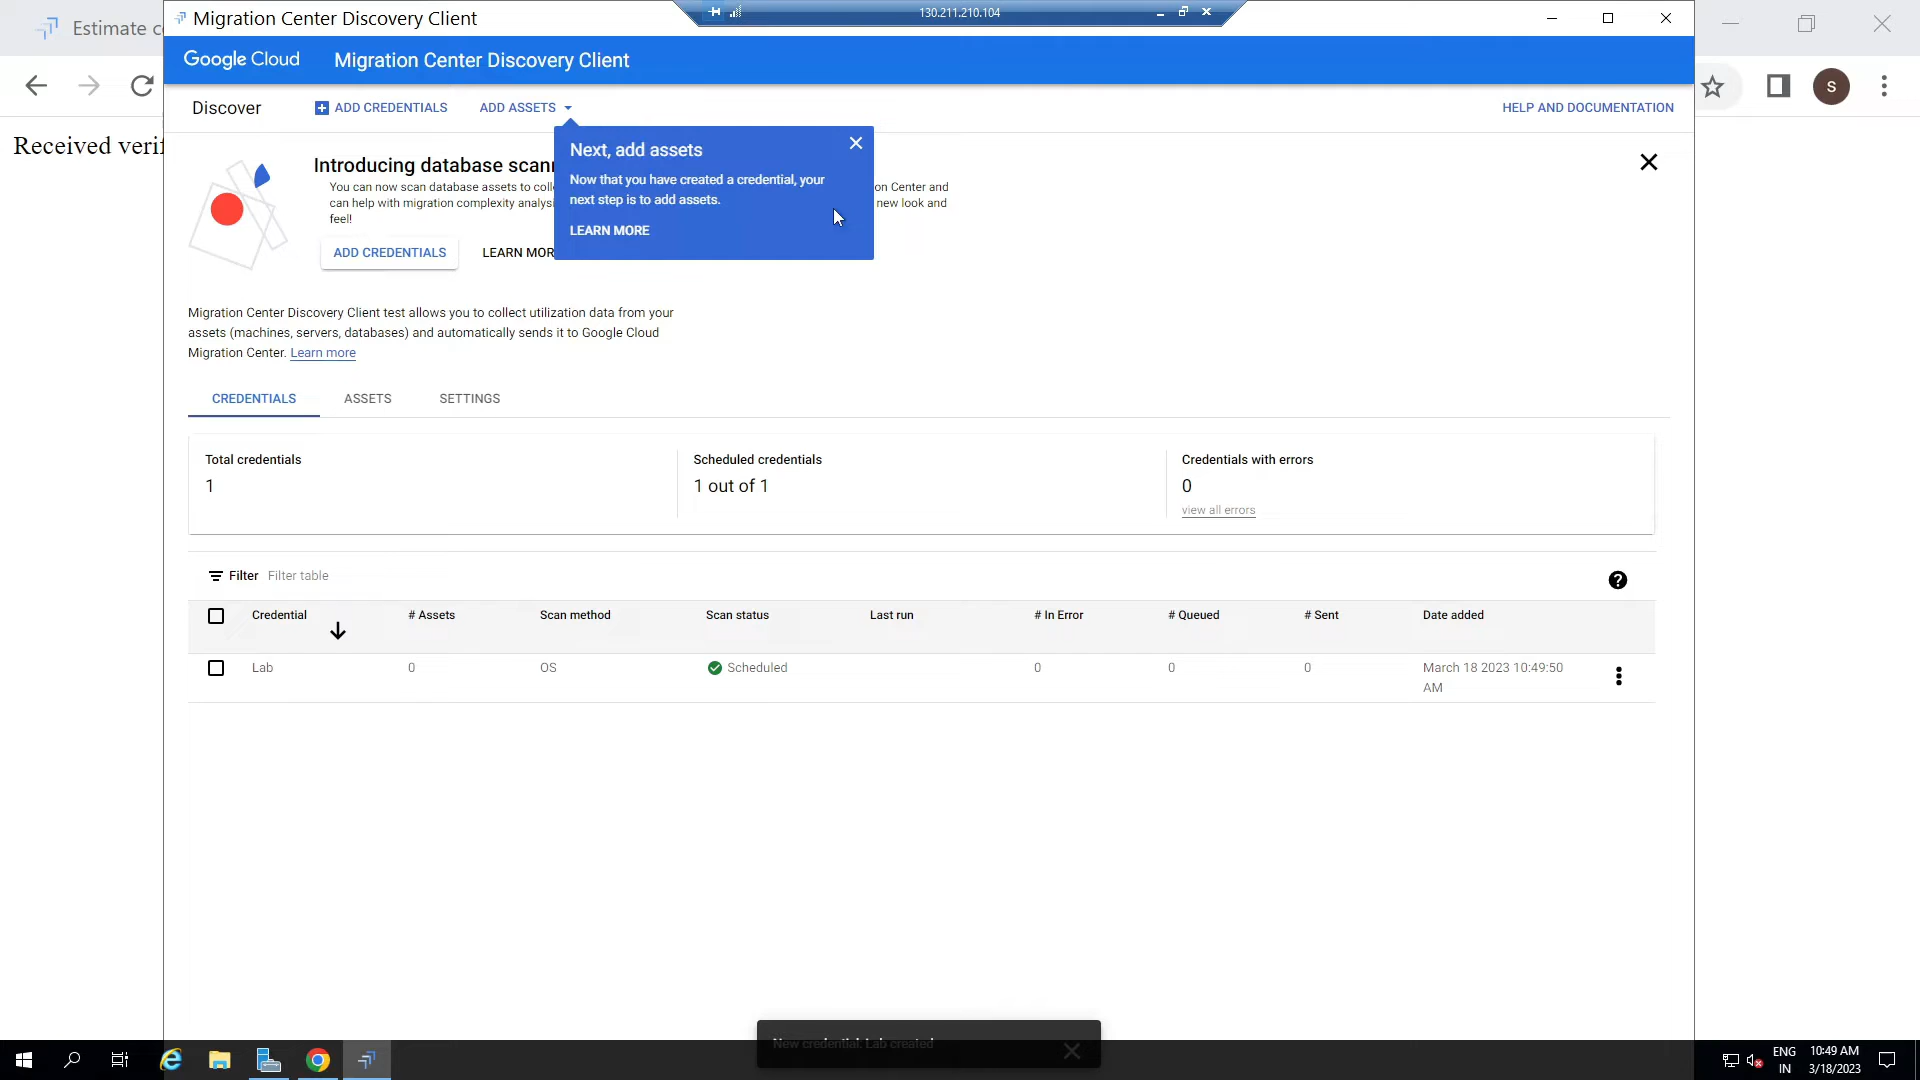 Estimate c
Migration Center Discovery Client
130.211.210.104
Google Cloud
Migration Center Discovery Client
S
Discover
ADD CREDENTIALS
ADD ASSETS
HELP AND DOCUMENTATION
Received verif
Next, add assets
Now that you have created a credential, your
next step is to add assets.
LEARN MORE
Introducing database scan
You can now scan database assets to coll
on Center and
can help with migration complexity analysi
new look and
feel!
ADD CREDENTIALS
LEARN MOR
Migration Center Discovery Client test allows you to collect utilization data from your
assets (machines, servers, databases) and automatically sends it to Google Cloud
Migration Center. Learn more
CREDENTIALS
ASSETS
SETTINGS
Total credentials
1
Scheduled credentials
1 out of 1
Credentials with errors
0
view all errors
Filter Filter table
?
Credential
# Assets
Scan method
Scan status
Last run
# In Error
# Queued
# Sent
Date added
Lab
0
OS
Scheduled
0
0
0
March 18 2023 10:49:50
AM
New credential: Lab created
ENG
IN
10:49 AM
3/18/2023